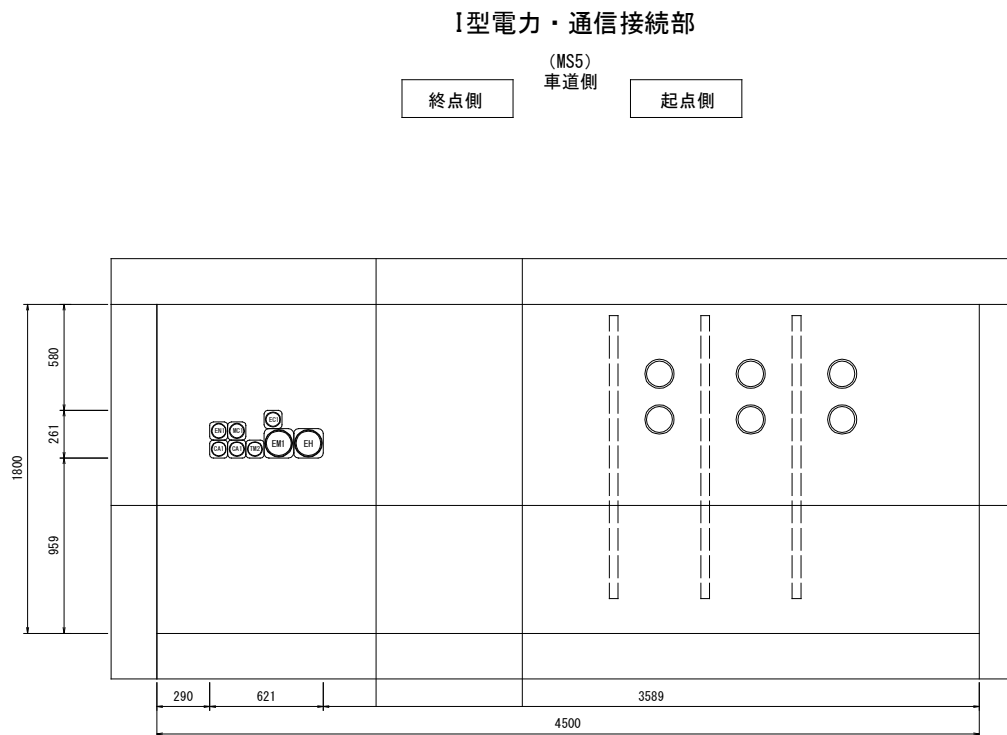 I型電力・通信接続部
(MS5)
車道側
終点側
起点側
580
261
1800
959
EC1
EN1
MC1
CA1
CA1
TM2
EM1
EH
290
621
3589
4500